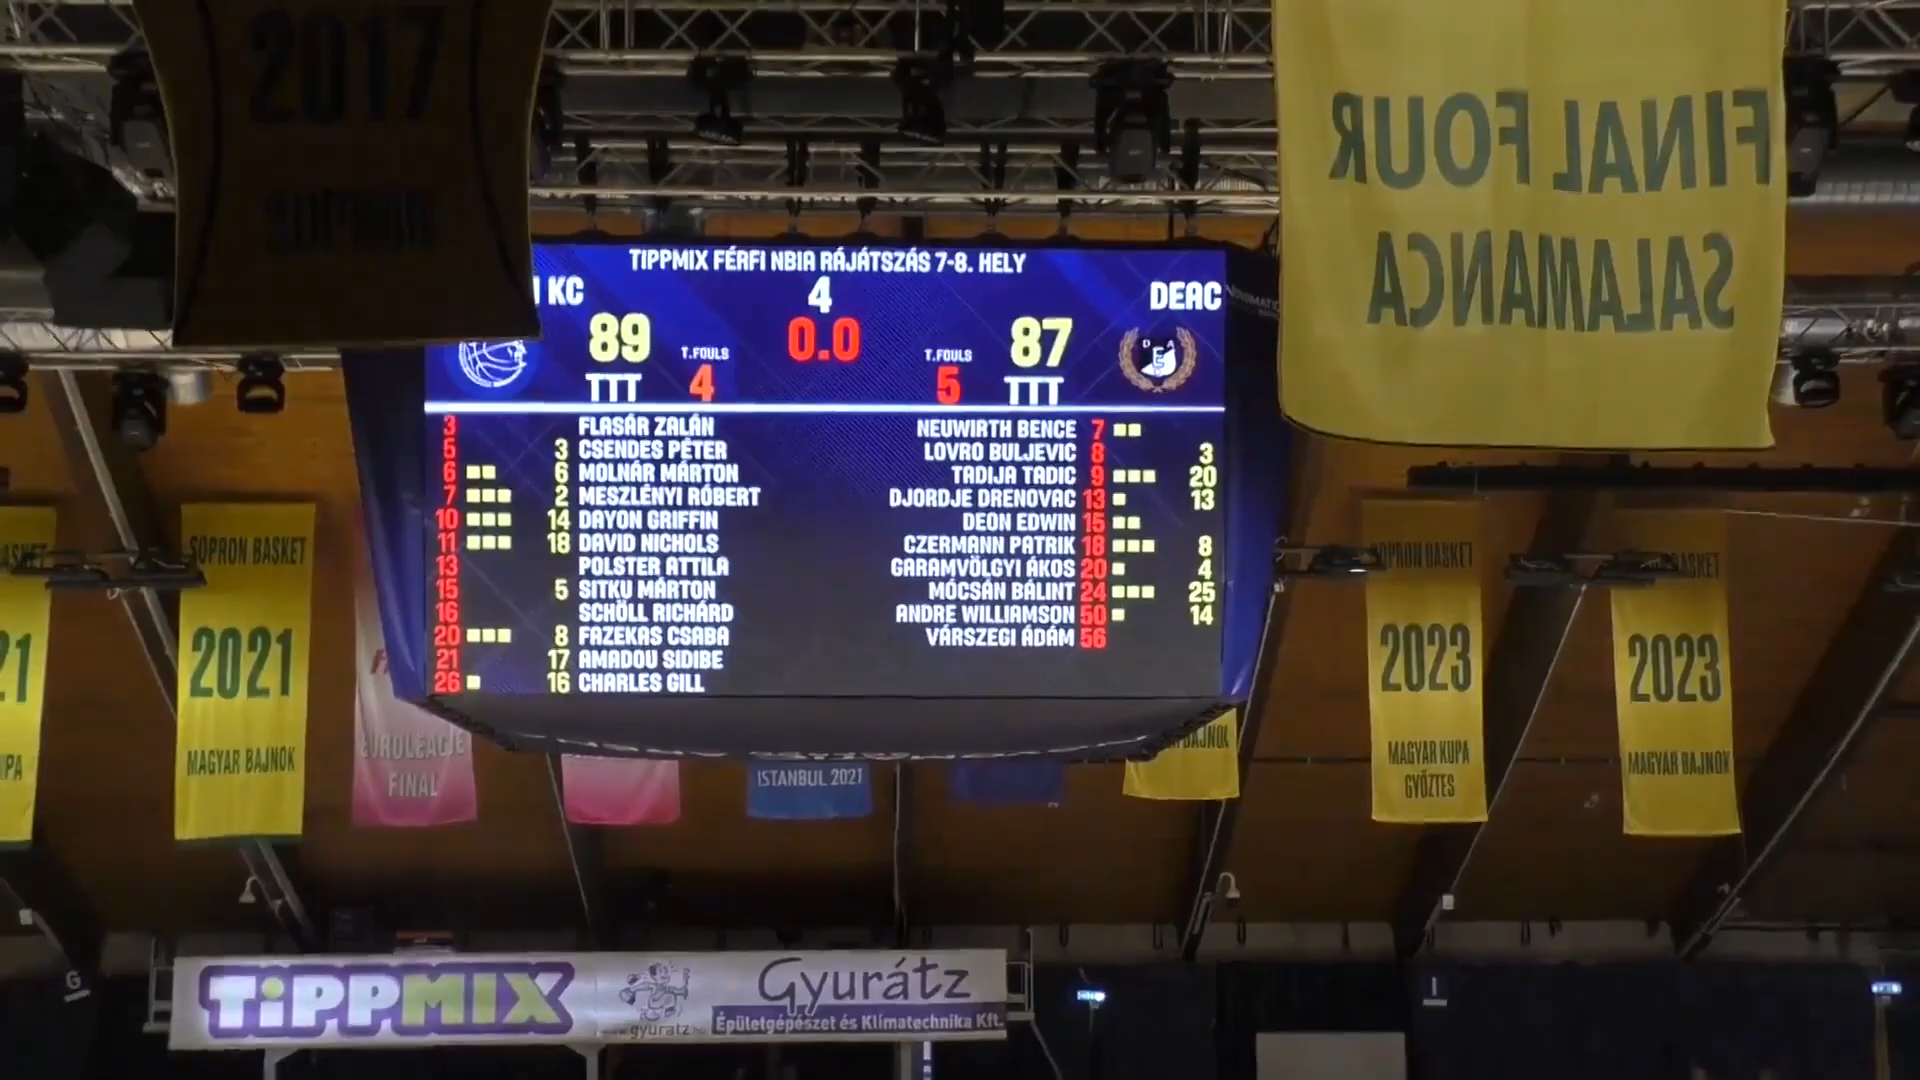 2017
FINAL FOUR
SALAMANCA
TIPPMIX FÉRFI NBIA RÁJÁTSZÁS 7-8. HELY
KC
4
DEAC
89
T.FOULS
4
0.0
T.FOULS
5
87
TTT
TTT
3 FLASÁR ZALÁN
5 3 CSENDES PÉTER
6 6 MOLNÁR MÁRTON
7 2 MESZLÉNYI RÓBERT
10 14 DAYON GRIFFIN
11 18 DAVID NICHOLS
13 POLSTER ATTILA
15 5 SITKU MÁRTON
16 SCHÖLL RICHÁRD
20 8 FAZEKAS CSABA
21 17 AMADOU SIDIBE
26 16 CHARLES GILL
NEUWIRTH BENCE 7
LOVRO BULJEVIC 8 3
TADIJA TADIC 9 20
DJORDJE DRENOVAC 13 13
DEON EDWIN 15
CZERMANN PATRIK 18 8
GARAMVÖLGYI ÁKOS 20 4
MÓCSÁN BÁLINT 24 25
ANDRE WILLIAMSON 50 14
VÁRSZEGI ÁDÁM 56
SOPRON BASKET
2021
MAGYAR BAJNOK
EUROLEAGUE
FINAL
ISTANBUL 2021
BAJNOK
SOPRON BASKET
2023
MAGYAR KUPA
GYŐZTES
BASKET
2023
MAGYAR BAJNOK
TIPPMIX
Gyurátz
Épületgépészet és Klímatechnika Kft.
G
I